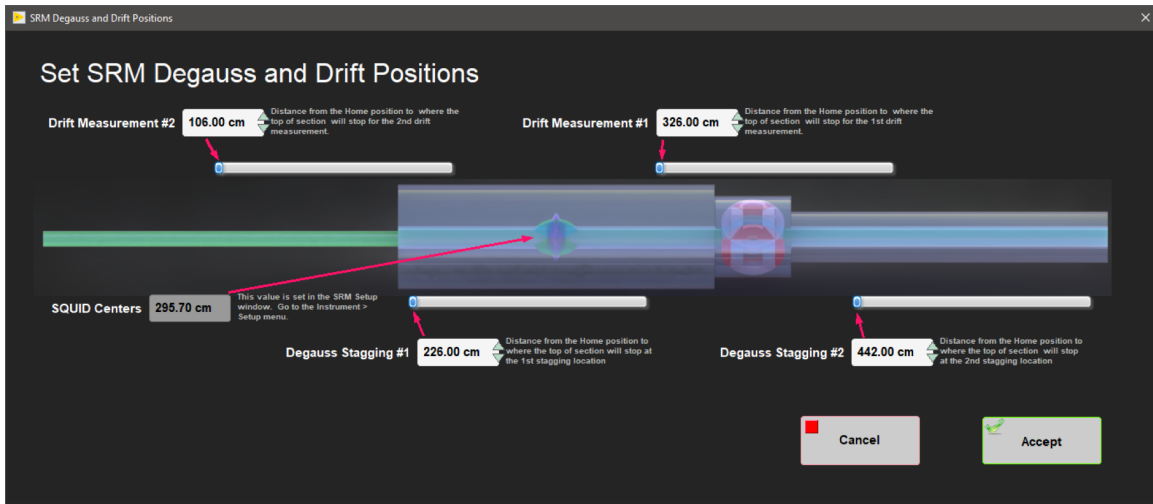 SRM Degauss and Drift Positions
Set SRM Degauss and Drift Positions
Drift Measurement #2
106.00 cm
Distance from the Home position to where the
top of section will stop for the 2nd drift
measurement.
Drift Measurement #1
326.00 cm
Distance from the Home position to where the
top of section will stop for the 1st drift
measurement.
SQUID Centers
295.70 cm
This value is set in the SRM Setup
window. Go to the Instrument >
Setup menu.
Degauss Stagging #1
226.00 cm
Distance from the Home position to
where the top of section will stop at
the 1st stagging location
Degauss Stagging #2
442.00 cm
Distance from the Home position to
where the top of section will stop
at the 2nd stagging location
Cancel
Accept